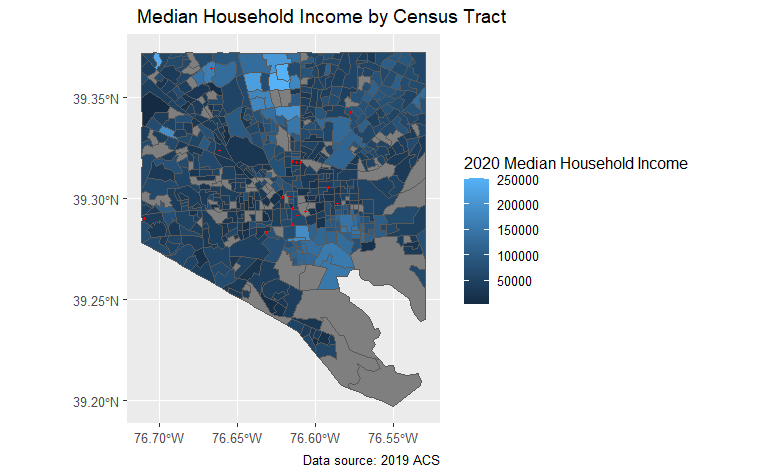 Median Household Income by Census Tract
39.35°N
39.30°N
39.25°N
39.20°N
76.70°W
76.65°W
76.60°W
76.55°W
2020 Median Household Income
250000
200000
150000
100000
50000
Data source: 2019 ACS